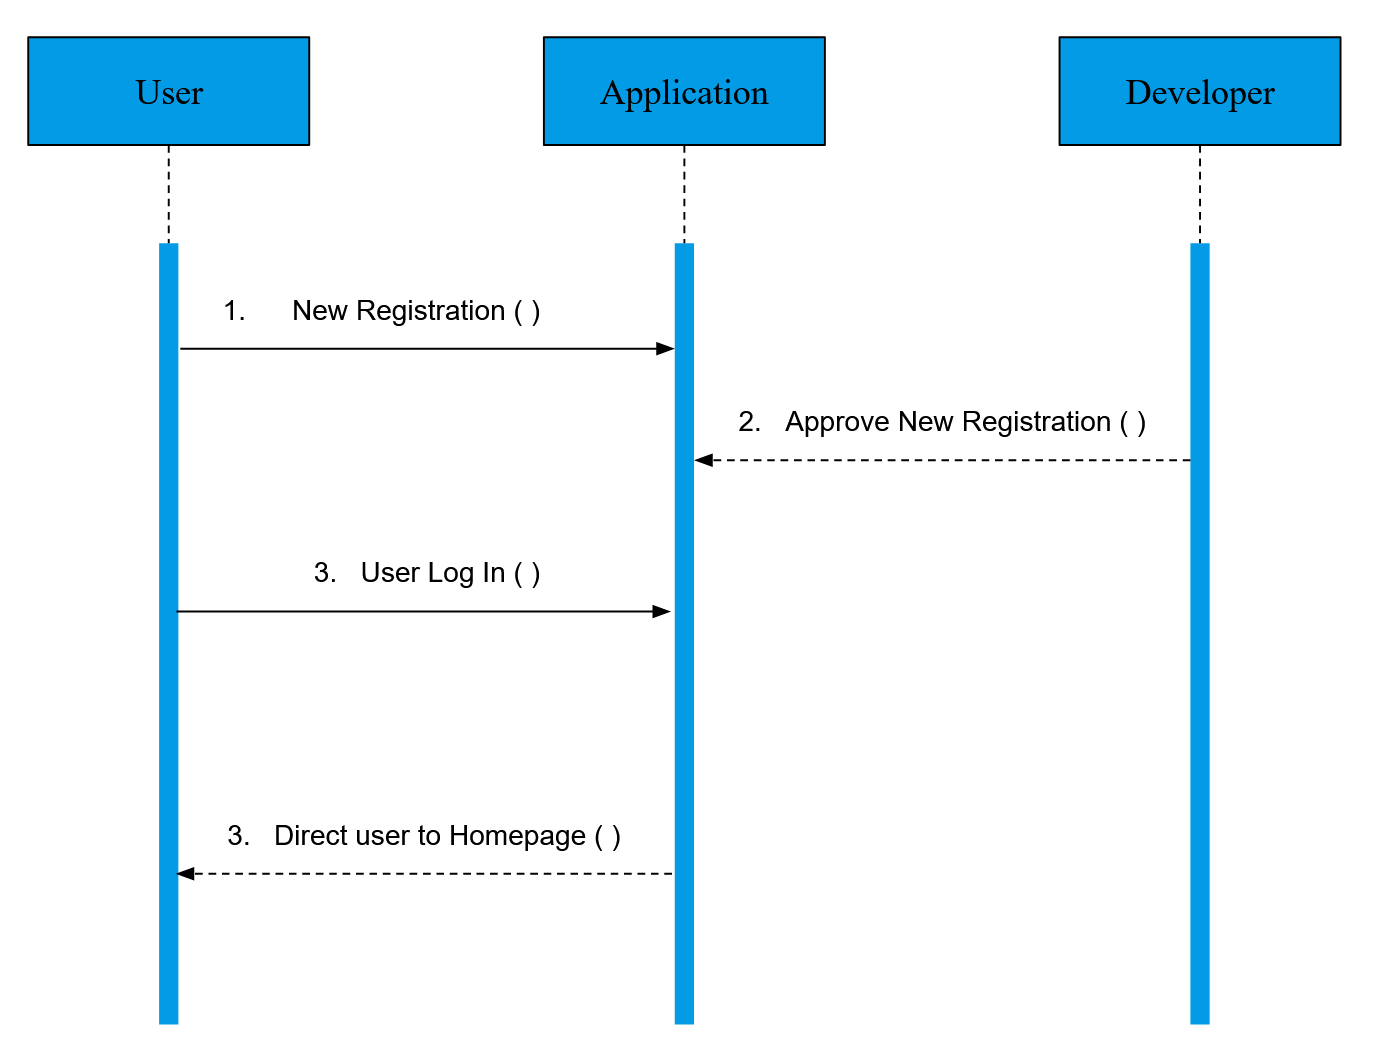 User
Application
Developer
1. New Registration ( )
2. Approve New Registration ( )
3. User Log In ( )
3. Direct user to Homepage ( )